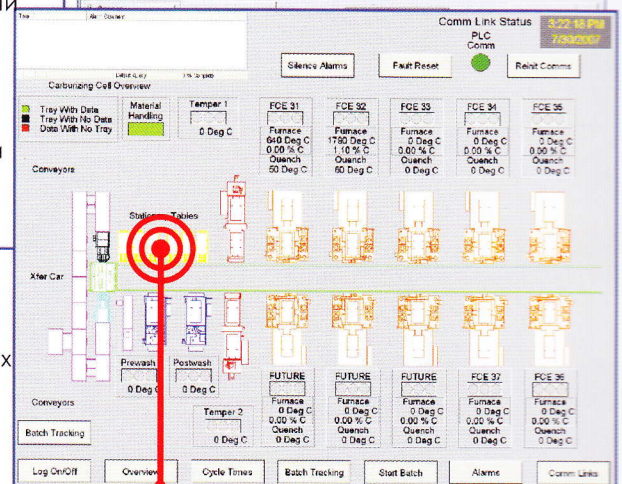 Comm Link Status
3:22:18 PM
7/30/2007
PLC
Comm
Silence Alarms
Fault Reset
Reinit Comms
Carburizing Cell Overview
Tray With Data
Tray With No Data
Data With No Tray
Material
Handling
Temper 1
0 Deg C
FCE 31
Furnace
640 Deg C
0.00 % C
Quench
50 Deg C
FCE 32
Furnace
1780 Deg C
1.10 % C
Quench
60 Deg C
FCE 33
Furnace
0 Deg C
0.00 % C
Quench
0 Deg C
FCE 34
Furnace
0 Deg C
0.00 % C
Quench
0 Deg C
FCE 35
Furnace
0 Deg C
0.00 % C
Quench
0 Deg C
Conveyors
Tables
Xfer Car
Prewash
0 Deg
Postwash
0 Deg C
Conveyors
Temper 2
0 Deg C
FUTURE
Furnace
0 Deg C
0.00 % C
Quench
0 Deg C
FUTURE
Furnace
0 Deg C
0.00 % C
Quench
0 Deg C
FUTURE
Furnace
0 Deg C
0.00 % C
Quench
0 Deg C
FCE 37
Furnace
0 Deg C
0.00 % C
Quench
0 Deg C
FCE 36
Furnace
0 Deg C
0.00 % C
Quench
0 Deg C
Batch Tracking
Log On/Off
Overview
Cycle Times
Batch Tracking
Start Batch
Alarms
Comm Links